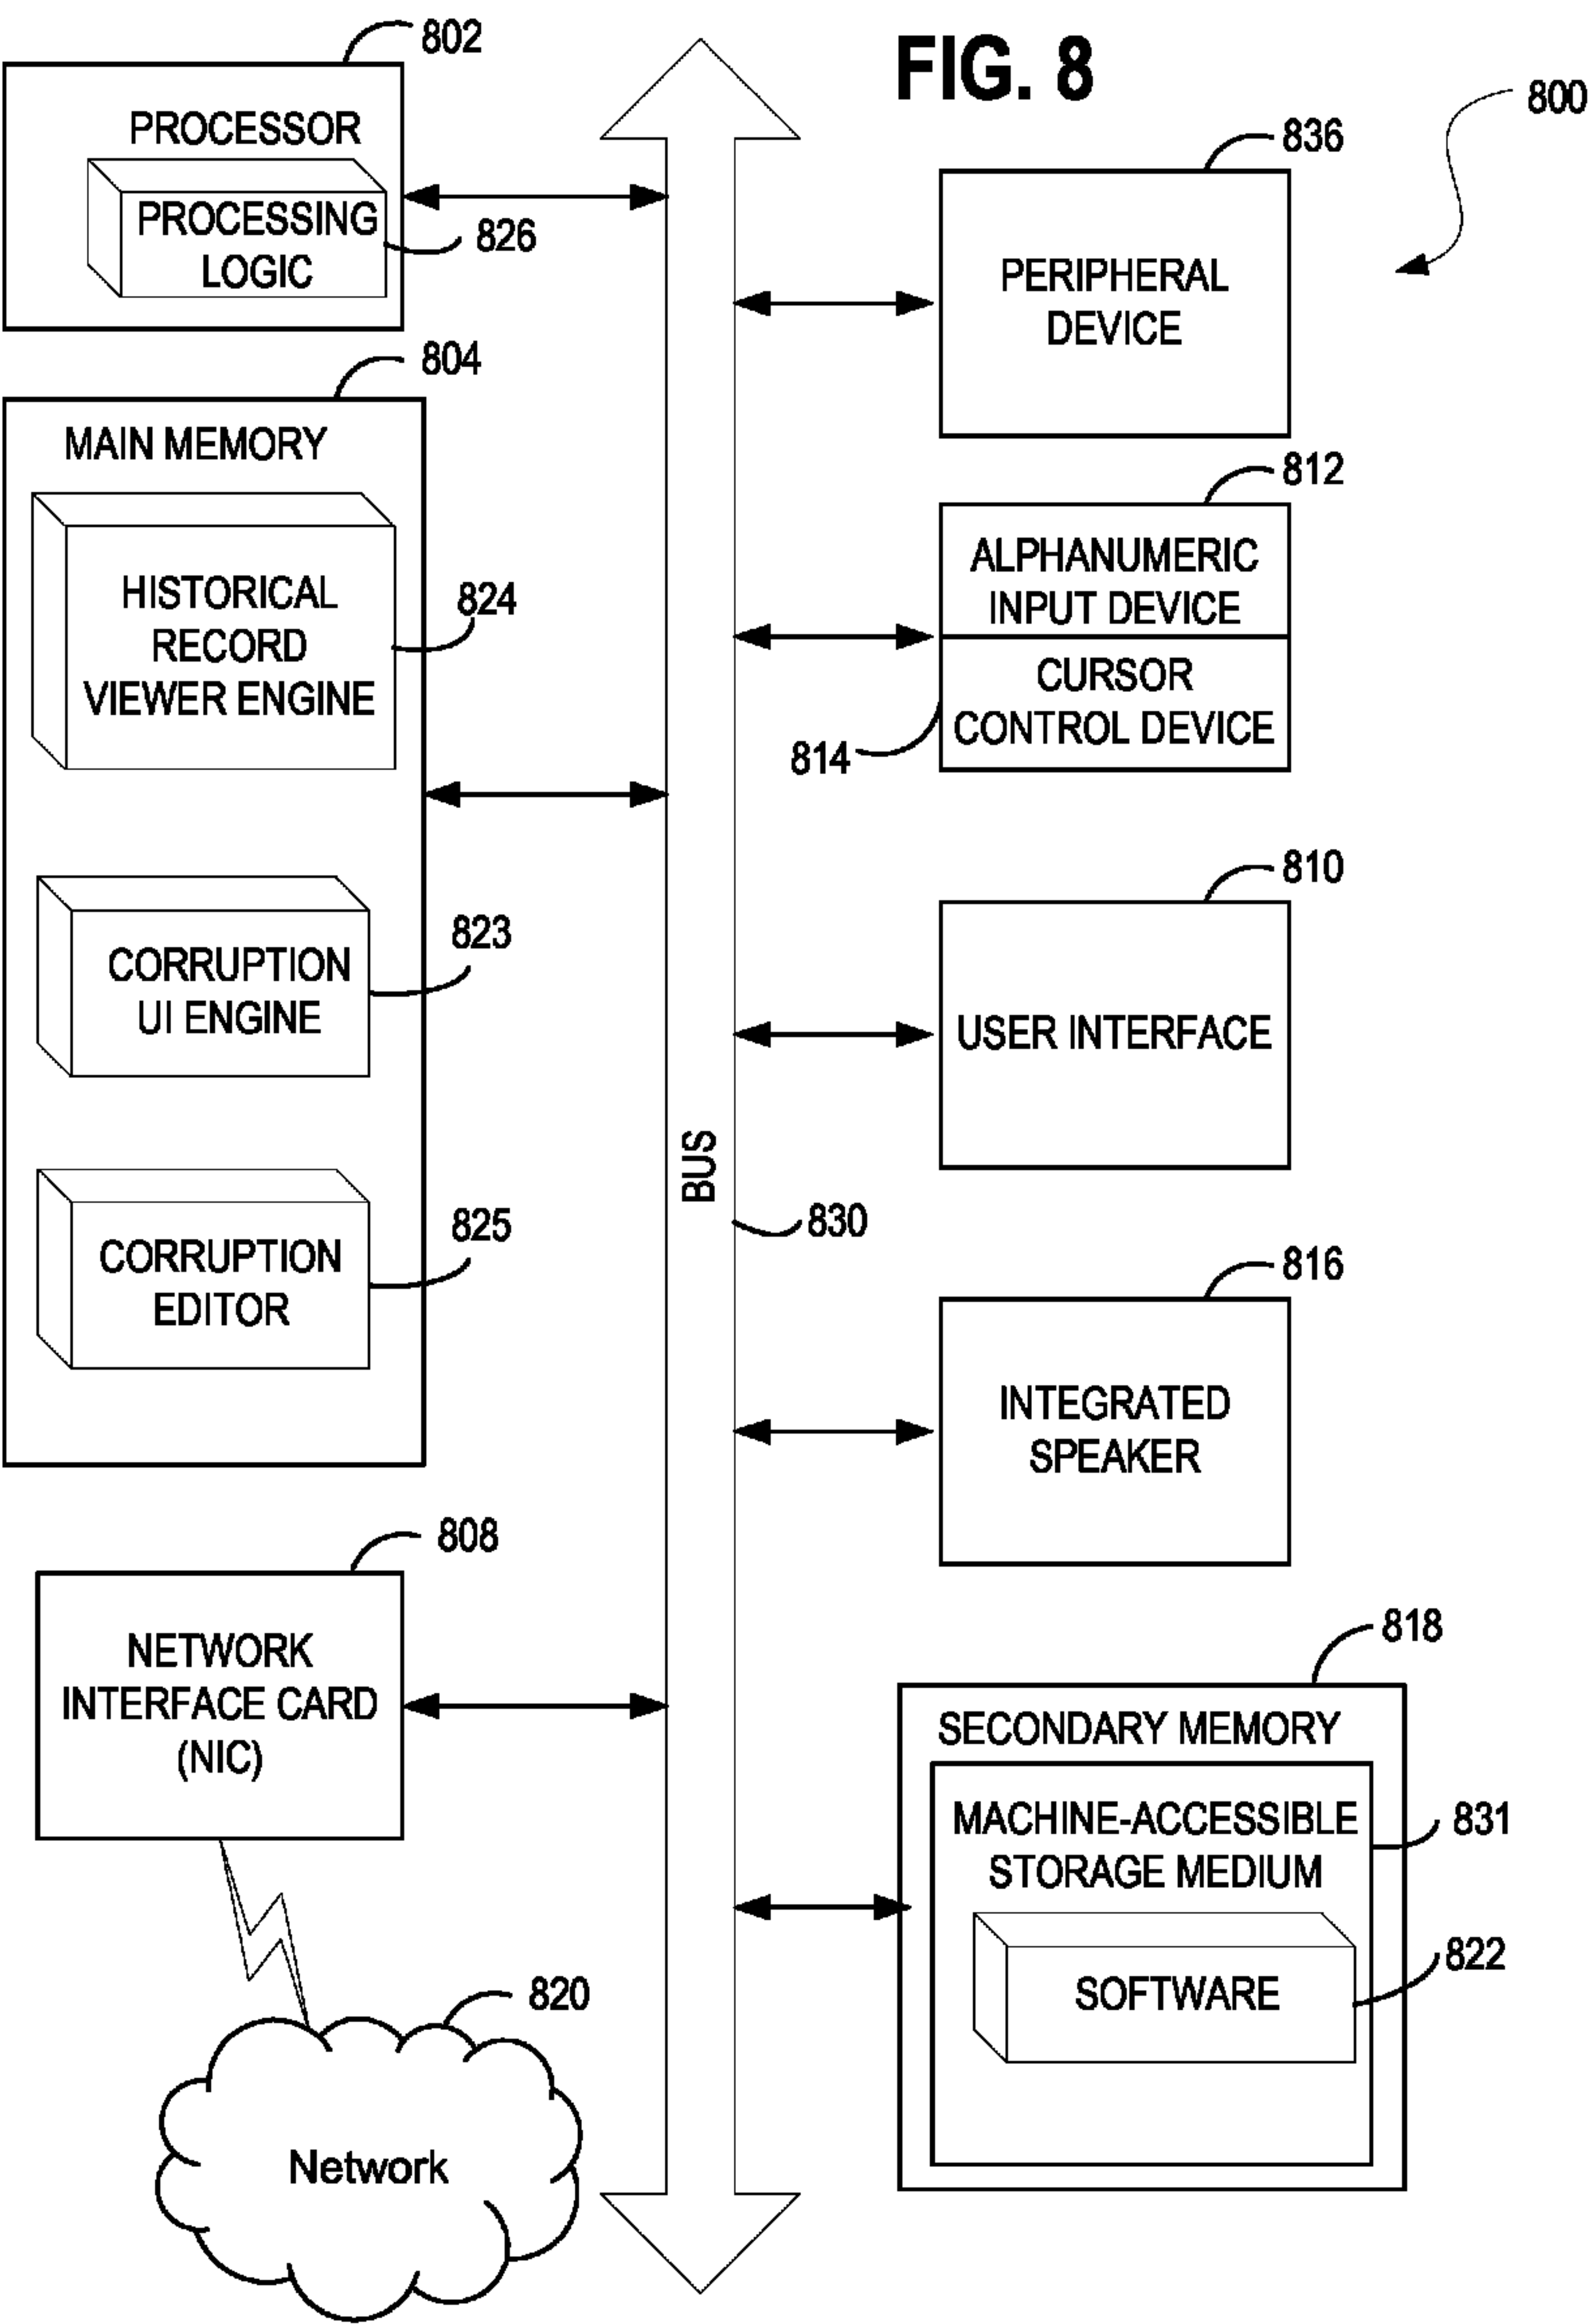 FIG. 8
800
802
PROCESSOR
PROCESSING
LOGIC
826
804
MAIN MEMORY
HISTORICAL
RECORD
VIEWER ENGINE
824
CORRUPTION
UI ENGINE
823
CORRUPTION
EDITOR
825
808
NETWORK
INTERFACE CARD
(NIC)
820
Network
BUS
830
836
PERIPHERAL
DEVICE
812
ALPHANUMERIC
INPUT DEVICE
CURSOR
CONTROL DEVICE
814
810
USER INTERFACE
816
INTEGRATED
SPEAKER
818
SECONDARY MEMORY
MACHINE-ACCESSIBLE
STORAGE MEDIUM
831
SOFTWARE
822